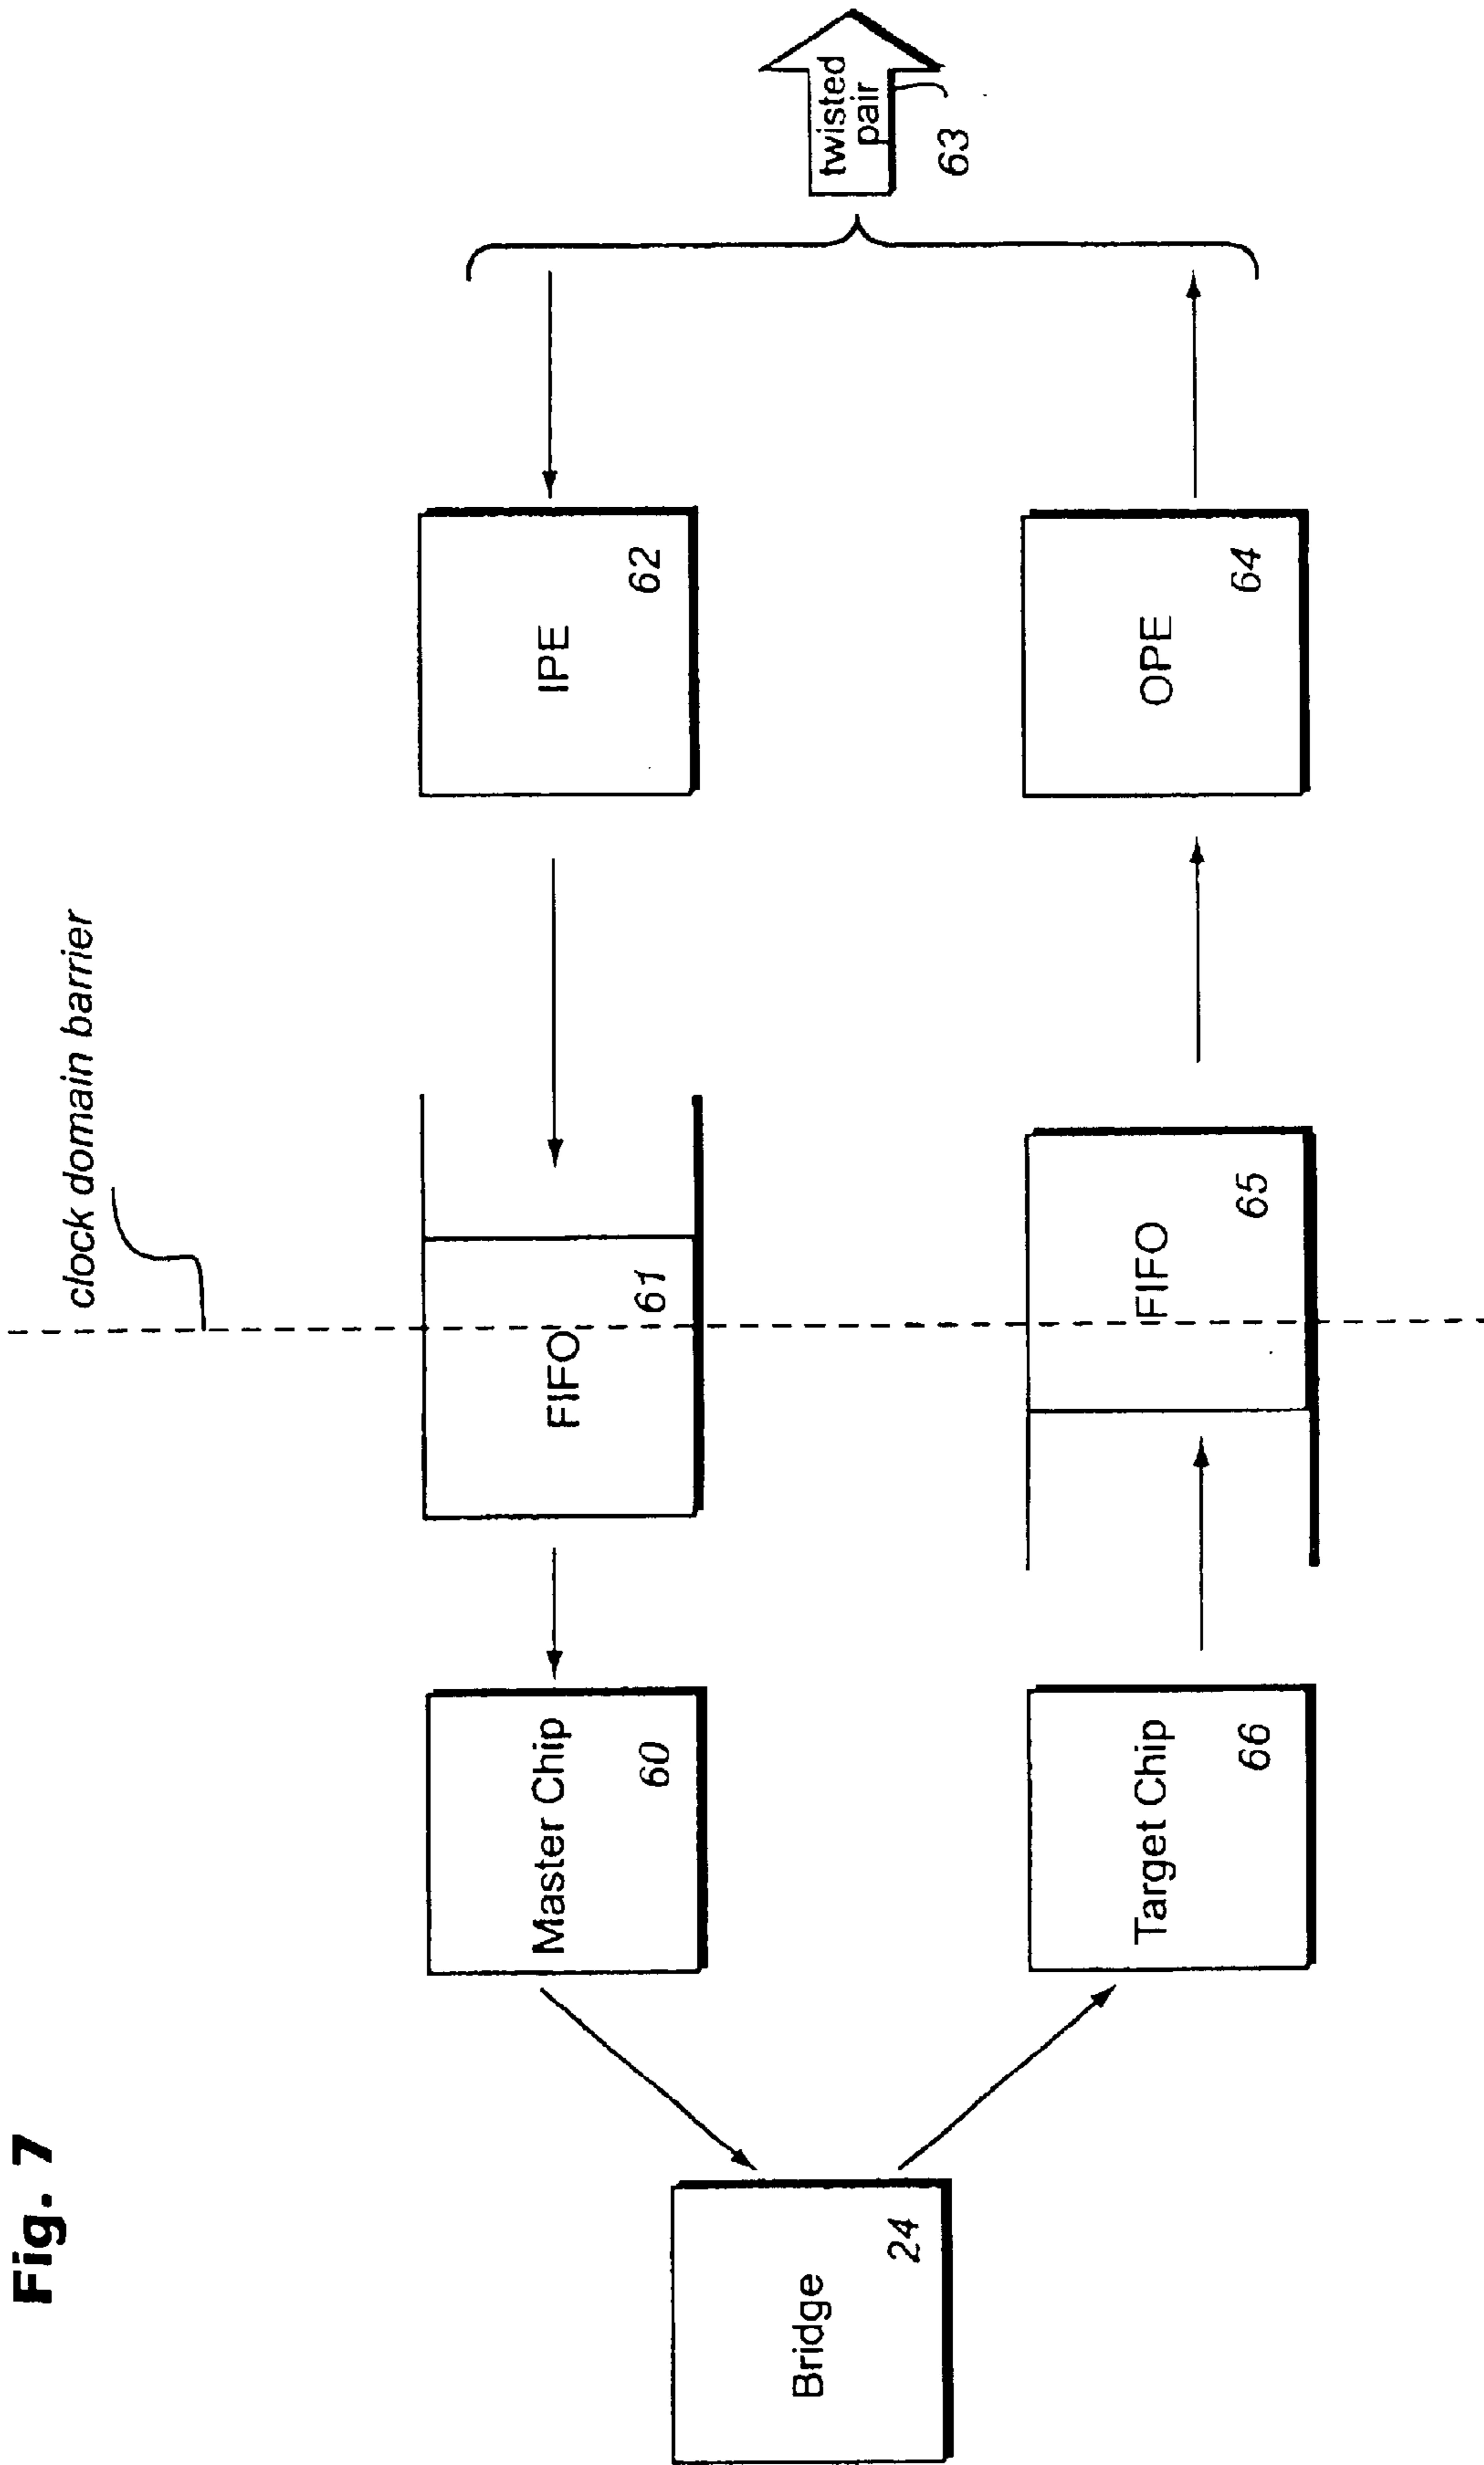 Fig. 7
clock domain barrier
Bridge
24
Master Chip
60
FIFO
61
IPE
62
twisted
pair
63
Target Chip
66
FIFO
65
OPE
64